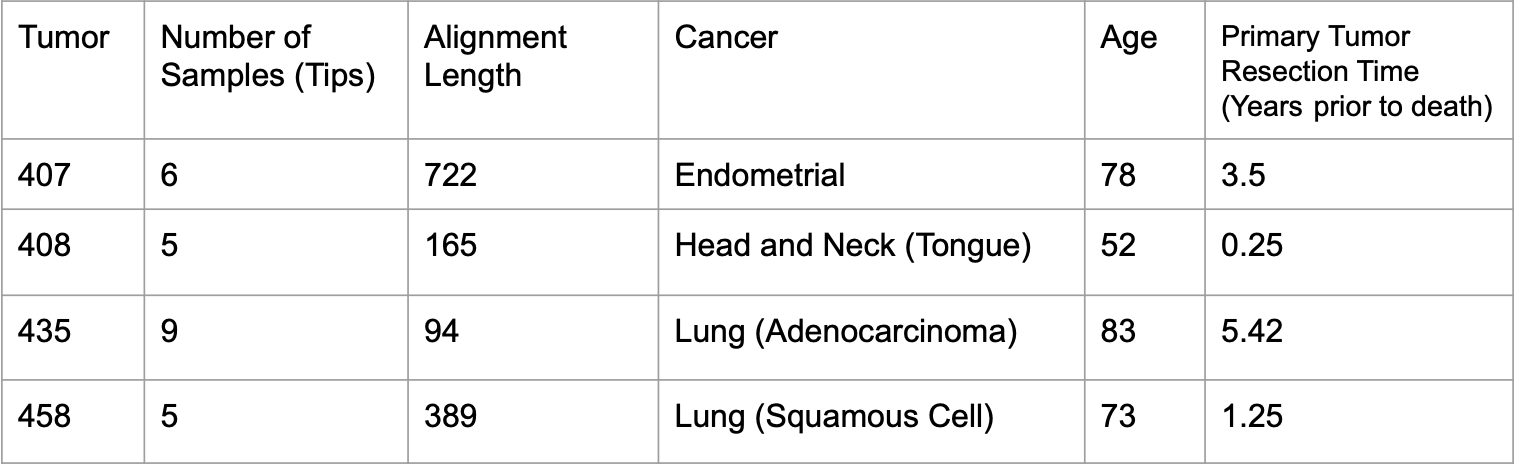 Tumor Number of Alignment Cancer Age Primary Tumor
Samples (Tips) Length Resection Time
(Years prior to death)
407 6 722 Endometrial 78 3.5
408 5 165 Head and Neck (Tongue) 52 0.25
435 9 94 Lung (Adenocarcinoma) 83 5.42
458 5 389 Lung (Squamous Cell) 73 1.25